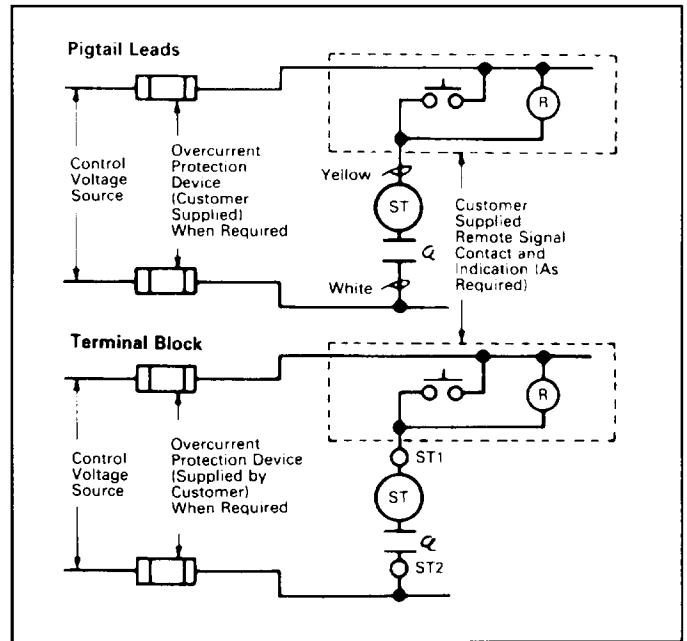 Pigtail Leads
Control
Voltage
Source
Overcurrent
Protection
Device
(Customer
Supplied)
When Required
Yellow
ST
a
White
R
Customer
Supplied
Remote Signal
Contact and
Indication (As
Required)
Terminal Block
Control
Voltage
Source
Overcurrent
Protection Device
(Supplied by
Customer)
When Required
R
ST1
ST
a
ST2